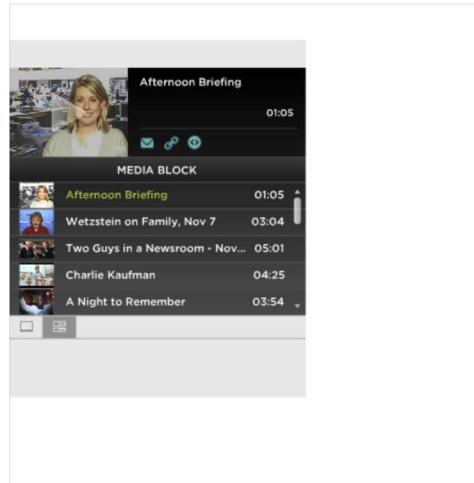 Afternoon Briefing
01:05
MEDIA BLOCK
Afternoon Briefing 01:05
Wetzstein on Family, Nov 7 03:04
Two Guys in a Newsroom - Nov... 05:01
Charlie Kaufman 04:25
A Night to Remember 03:54